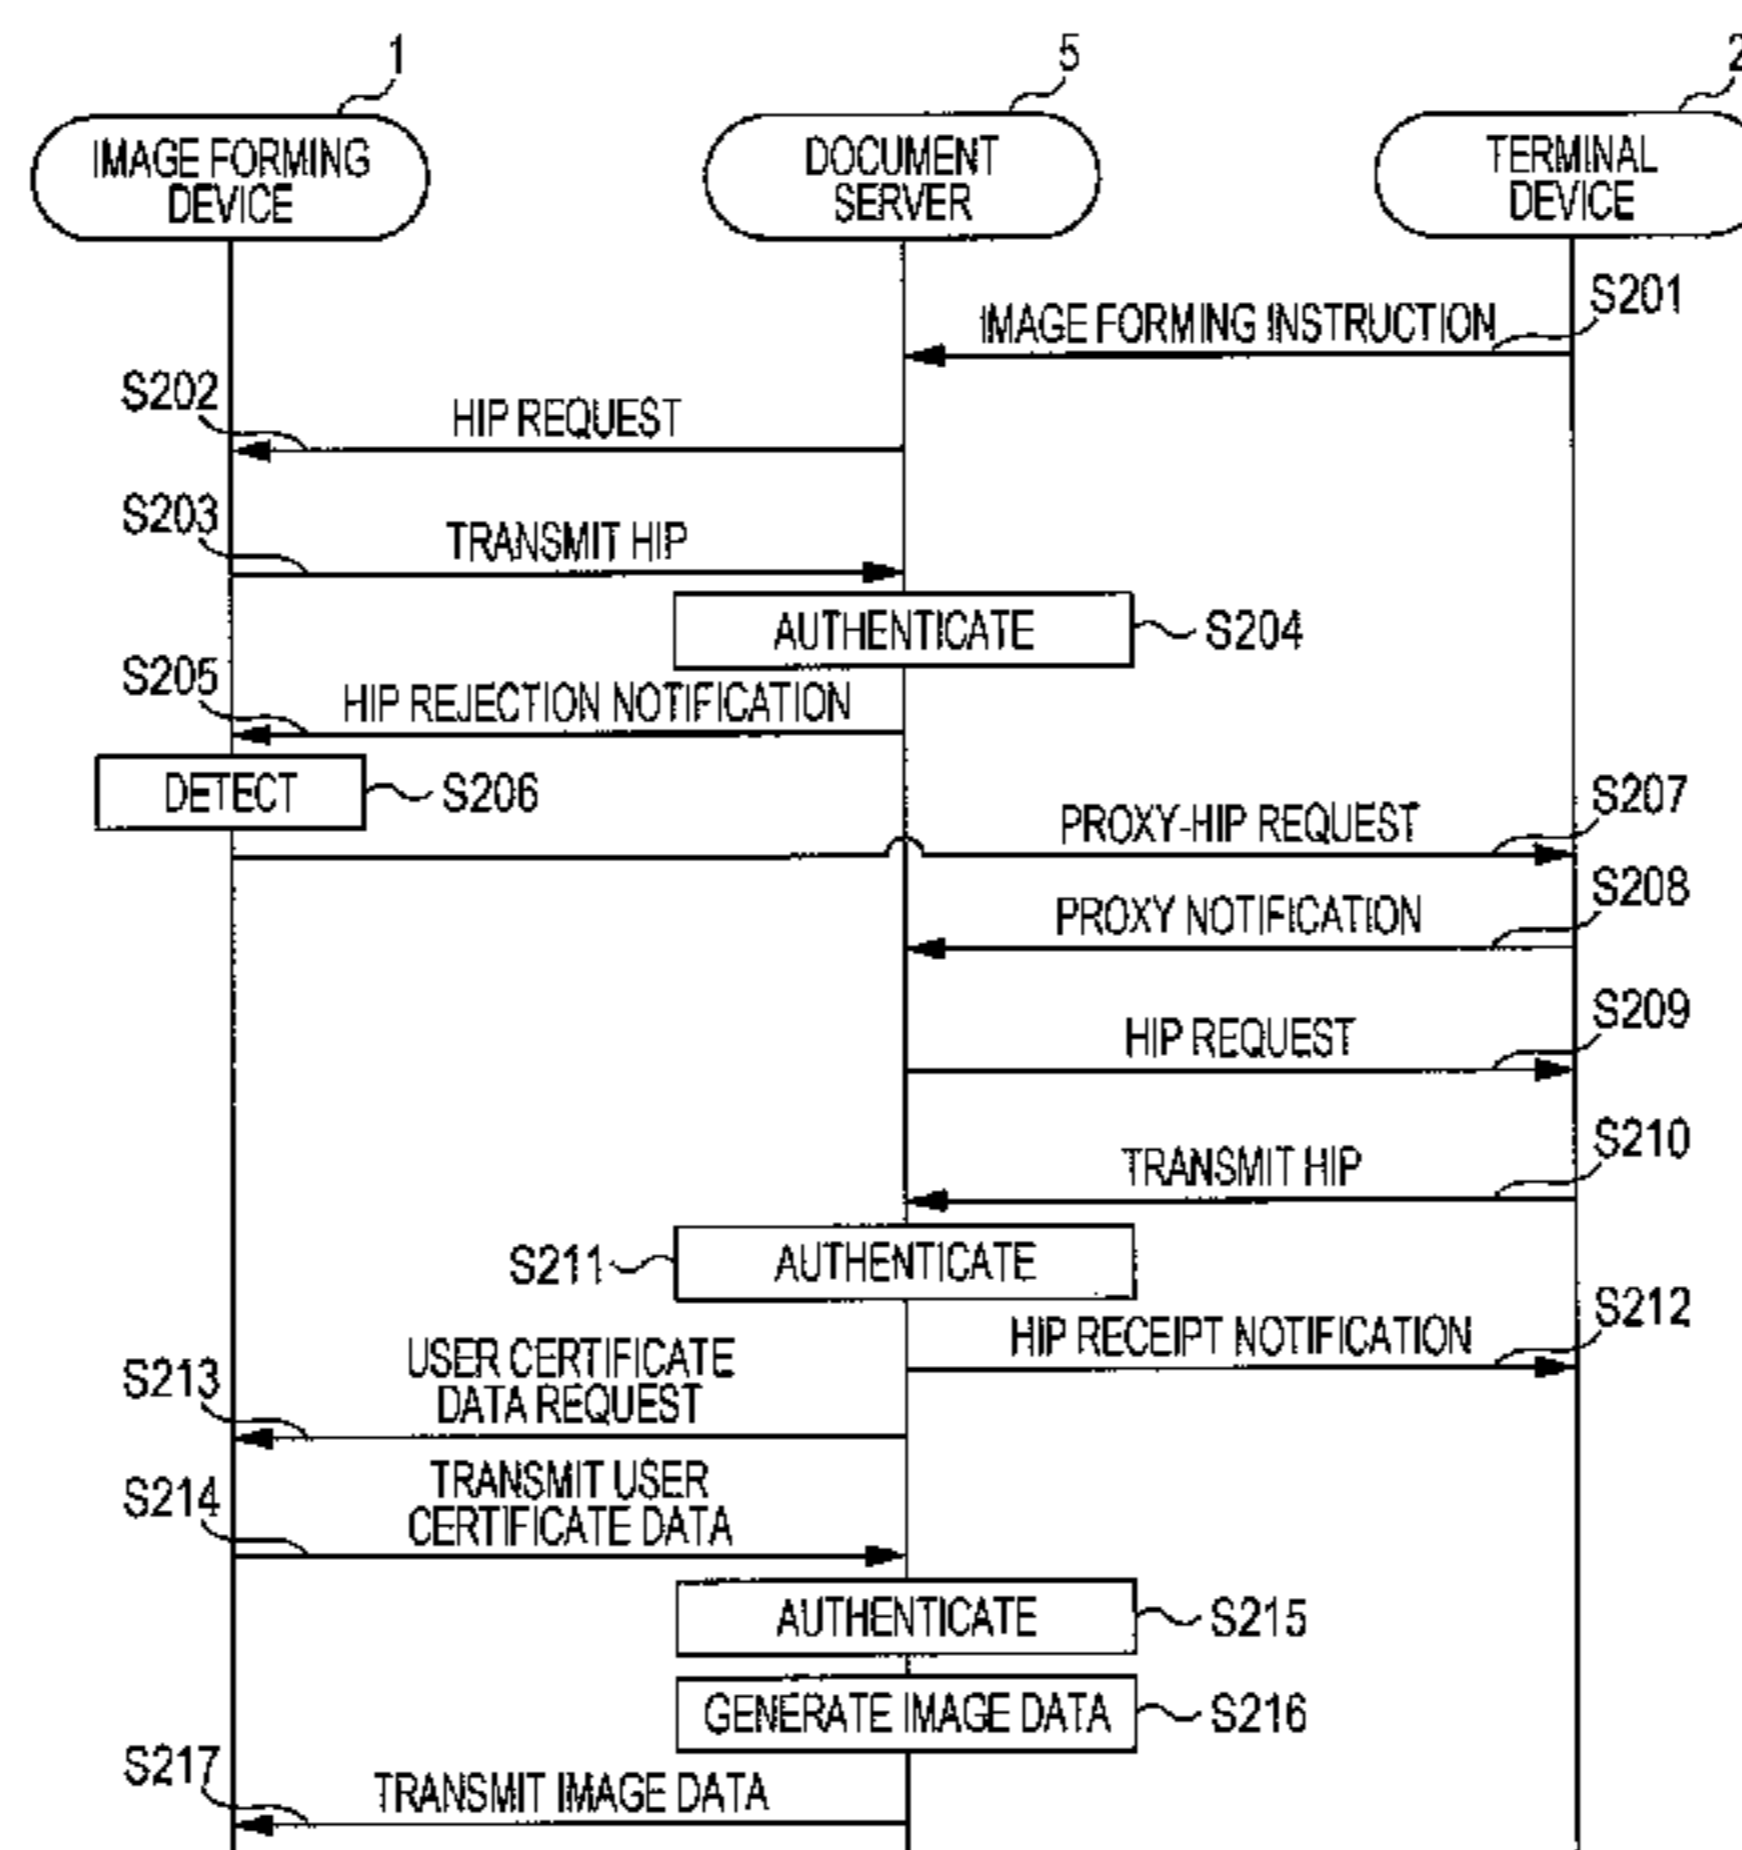 1
5
2
IMAGE FORMING
DEVICE
DOCUMENT
SERVER
TERMINAL
DEVICE
S201
IMAGE FORMING INSTRUCTION
S202
HIP REQUEST
S203
TRANSMIT HIP
AUTHENTICATE
S204
S205
HIP REJECTION NOTIFICATION
DETECT
S206
S207
PROXY-HIP REQUEST
S208
PROXY NOTIFICATION
S209
HIP REQUEST
S210
TRANSMIT HIP
S211
AUTHENTICATE
S212
HIP RECEIPT NOTIFICATION
S213
USER CERTIFICATE
DATA REQUEST
S214
TRANSMIT USER
CERTIFICATE DATA
AUTHENTICATE
S215
GENERATE IMAGE DATA
S216
S217
TRANSMIT IMAGE DATA